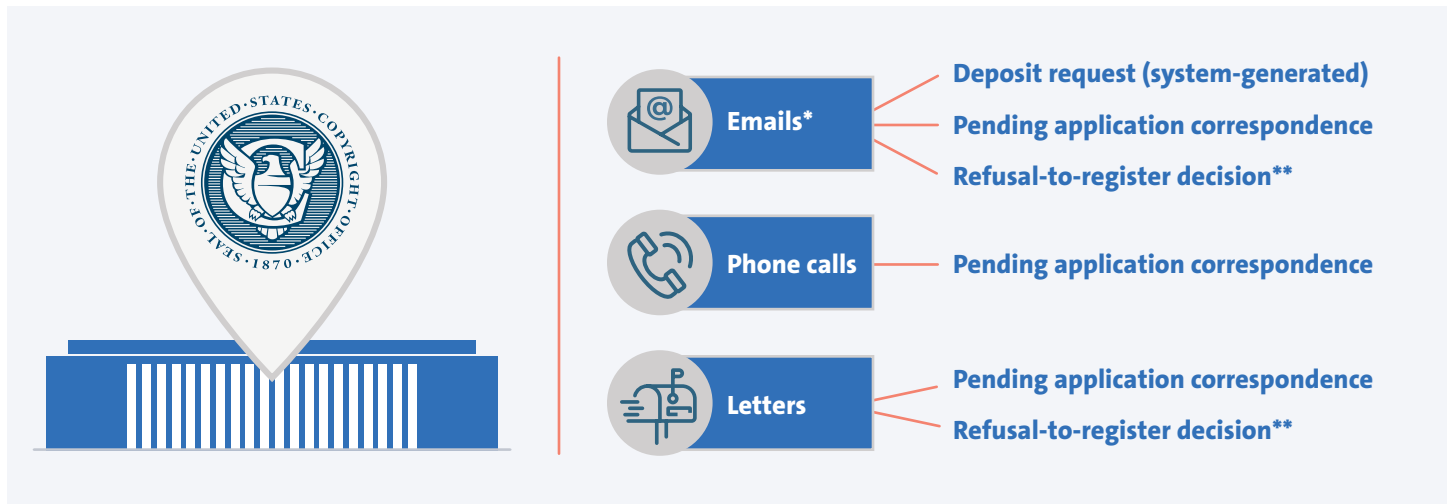 SEAL·OF·THE·UNITED·STATES·COPYRIGHT·OFFICE
·1870·
@
Emails*
Deposit request (system-generated)
Pending application correspondence
Refusal-to-register decision**
Phone calls
Pending application correspondence
Letters
Pending application correspondence
Refusal-to-register decision**